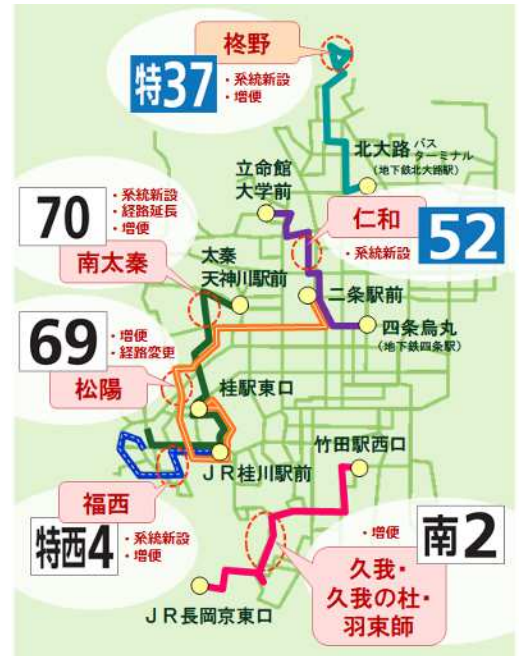 柊野
特37
・系統新設
・増便
北大路 バスターミナル
(地下鉄北大路駅)
立命館
大学前
70
・系統新設
・経路延長
・増便
南太秦
太秦
天神川駅前
仁和
・系統新設
52
二条駅前
四条烏丸
(地下鉄四条駅)
69
・増便
・経路変更
松陽
桂駅東口
竹田駅西口
JR桂川駅前
福西
特西4
・系統新設
・増便
・増便
南2
久我・
久我の杜・
羽束師
JR長岡京東口